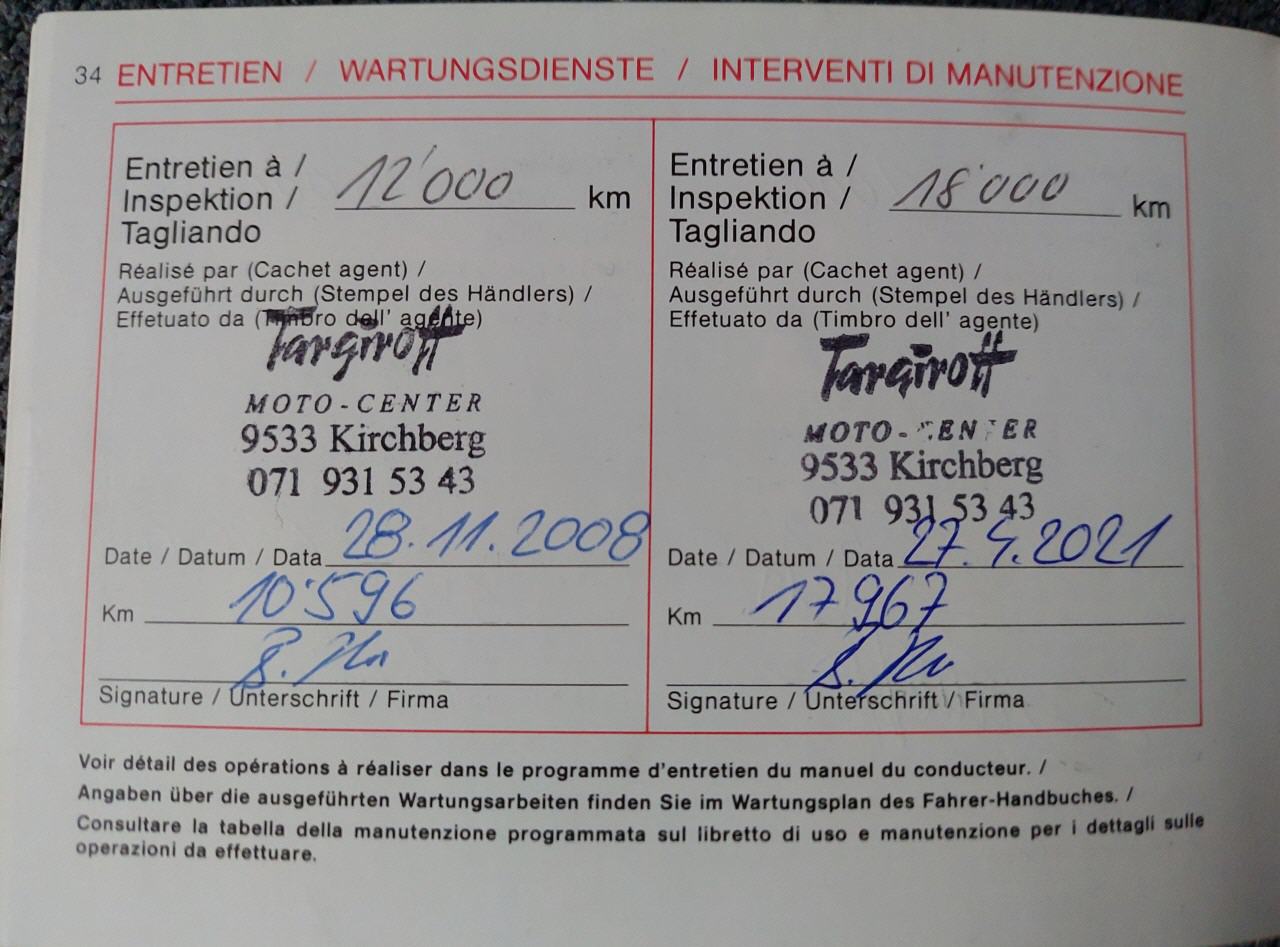 34 ENTRETIEN / WARTUNGSDIENSTE / INTERVENTI DI MANUTENZIONE
Entretien à /
Inspektion / 12'000 km
Tagliando
Réalisé par (Cachet agent) /
Ausgeführt durch (Stempel des Händlers) /
Effetuato da (Timbro dell' agente)
MOTO-CENTER
9533 Kirchberg
071 931 53 43
Date / Datum / Data 28.11.2008
Km 10'596
Signature / Unterschrift / Firma
Entretien à /
Inspektion / 18'000 km
Tagliando
Réalisé par (Cachet agent) /
Ausgeführt durch (Stempel des Händlers) /
Effetuato da (Timbro dell' agente)
MOTO-CENTER
9533 Kirchberg
071 931 53 43
Date / Datum / Data 27.4.2021
Km 17967
Signature / Unterschrift / Firma
Voir détail des opérations à réaliser dans le programme d'entretien du manuel du conducteur. /
Angaben über die ausgeführten Wartungsarbeiten finden Sie im Wartungsplan des Fahrer-Handbuches. /
Consultare la tabella della manutenzione programmata sul libretto di uso e manutenzione per i dettagli sulle
operazioni da effettuare.